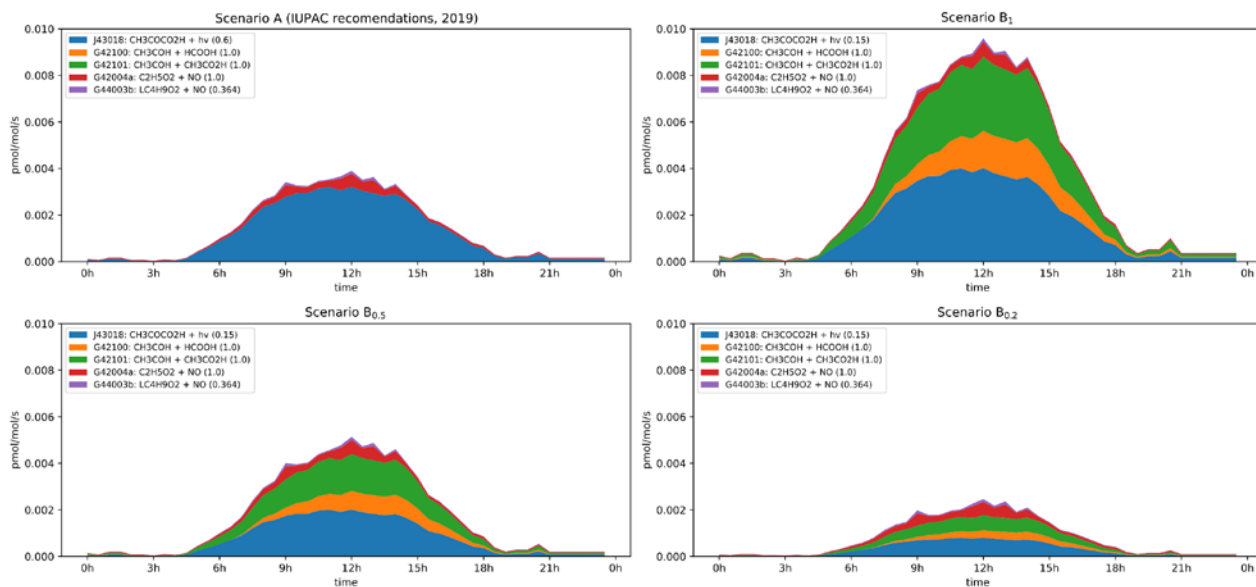 Scenario A (IUPAC recomendations, 2019)
0.010
0.008
0.006
0.004
0.002
0.000
pmol/mol/s
J43018: CH3COCO2H + hv (0.6)
G42100: CH3COH + HCOOH (1.0)
G42101: CH3COH + CH3CO2H (1.0)
G42004a: C2H5O2 + NO (1.0)
G44003b: LC4H9O2 + NO (0.364)
0h 3h 6h 9h 12h 15h 18h 21h 0h
time
Scenario B₁
0.010
0.008
0.006
0.004
0.002
0.000
pmol/mol/s
J43018: CH3COCO2H + hv (0.15)
G42100: CH3COH + HCOOH (1.0)
G42101: CH3COH + CH3CO2H (1.0)
G42004a: C2H5O2 + NO (1.0)
G44003b: LC4H9O2 + NO (0.364)
0h 3h 6h 9h 12h 15h 18h 21h 0h
time
Scenario B₀.₅
0.010
0.008
0.006
0.004
0.002
0.000
pmol/mol/s
J43018: CH3COCO2H + hv (0.15)
G42100: CH3COH + HCOOH (1.0)
G42101: CH3COH + CH3CO2H (1.0)
G42004a: C2H5O2 + NO (1.0)
G44003b: LC4H9O2 + NO (0.364)
0h 3h 6h 9h 12h 15h 18h 21h 0h
time
Scenario B₀.₂
0.010
0.008
0.006
0.004
0.002
0.000
pmol/mol/s
J43018: CH3COCO2H + hv (0.15)
G42100: CH3COH + HCOOH (1.0)
G42101: CH3COH + CH3CO2H (1.0)
G42004a: C2H5O2 + NO (1.0)
G44003b: LC4H9O2 + NO (0.364)
0h 3h 6h 9h 12h 15h 18h 21h 0h
time